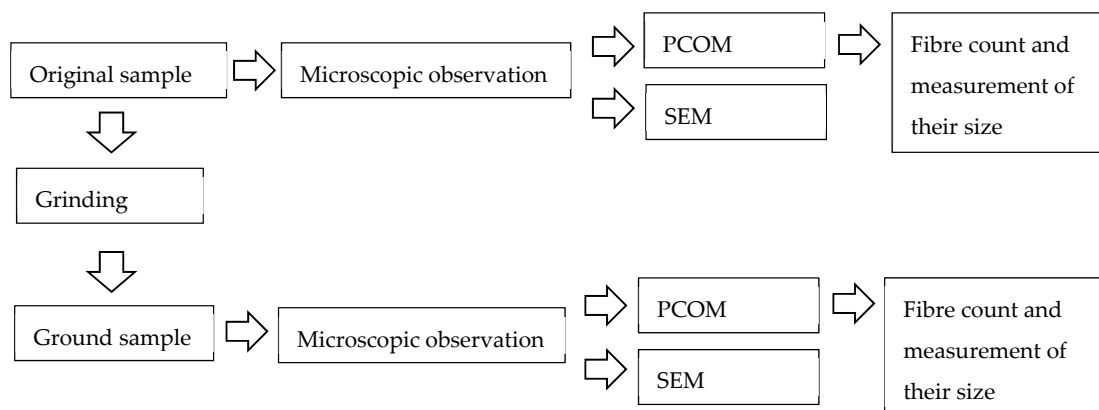 Original sample
Microscopic observation
PCOM
SEM
Fibre count and
measurement of
their size
Grinding
Ground sample
Microscopic observation
PCOM
SEM
Fibre count and
measurement of
their size